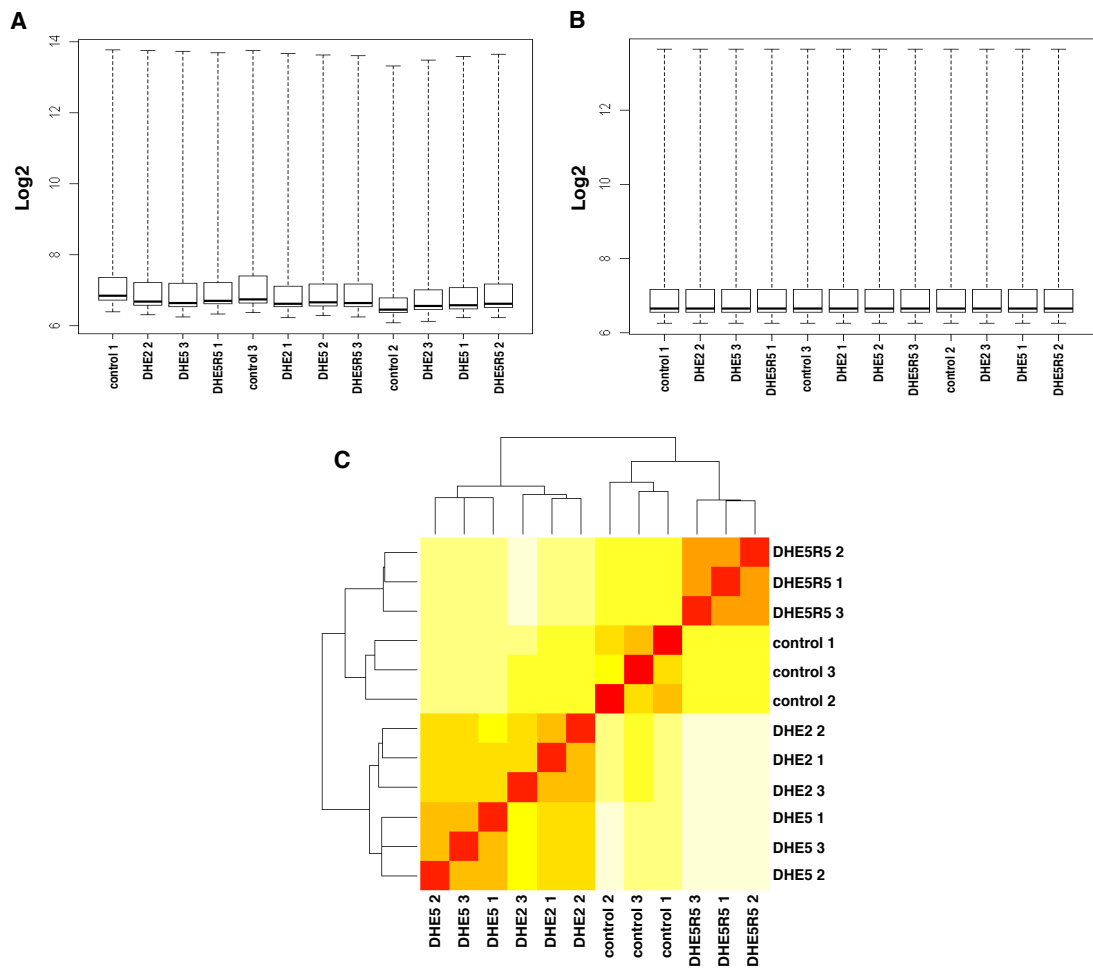 A
Log2
14
12
10
8
6
control 1
DHE2 2
DHE5 3
DHE5R5 1
control 3
DHE2 1
DHE5 2
DHE5R5 3
control 2
DHE2 3
DHE5 1
DHE5R5 2
B
Log2
12
10
8
6
control 1
DHE2 2
DHE5 3
DHE5R5 1
control 3
DHE2 1
DHE5 2
DHE5R5 3
control 2
DHE2 3
DHE5 1
DHE5R5 2
C
DHE5R5 2
DHE5R5 1
DHE5R5 3
control 1
control 3
control 2
DHE2 2
DHE2 1
DHE2 3
DHE5 1
DHE5 3
DHE5 2
DHE5 2
DHE5 3
DHE5 1
DHE2 3
DHE2 1
DHE2 2
control 2
control 3
control 1
DHE5R5 3
DHE5R5 1
DHE5R5 2